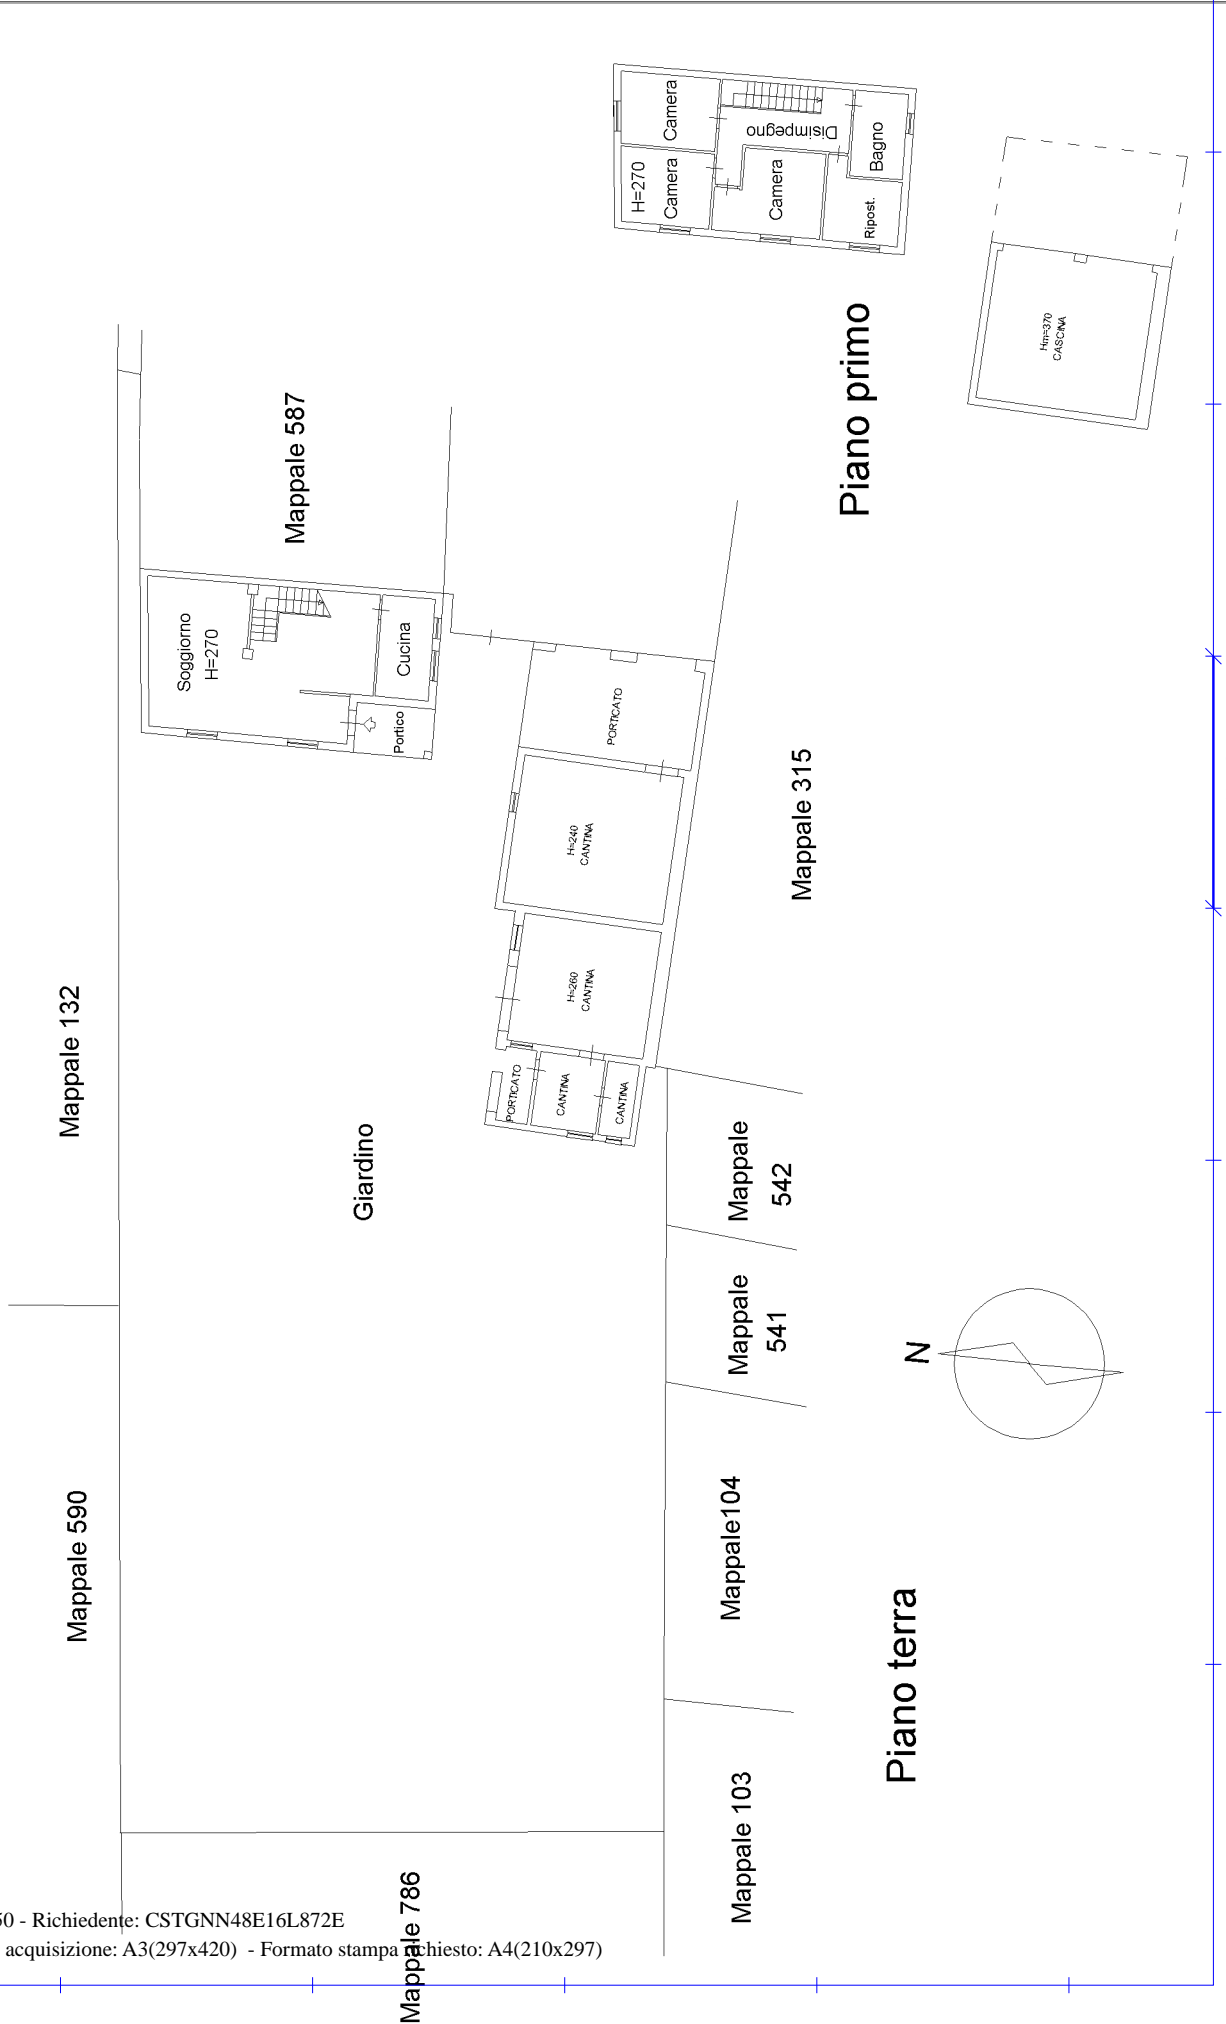 Camera
H=270
Camera
Disimpegno
Camera
Bagno
Ripost.
Hm=370
CASCINA
Piano primo
Mappale 587
Soggiorno
H=270
Cucina
Portico
PORTICATO
H=240
CANTINA
Mappale 315
H=260
CANTINA
PORTICATO
CANTINA
CANTINA
Mappale 132
Giardino
Mappale
542
Mappale
541
N
Mappale 590
Mappale104
Piano terra
Mappale 103
Mappale 786
50 - Richiedente: CSTGNN48E16L872E
acquisizione: A3(297x420) - Formato stampa richiesto: A4(210x297)